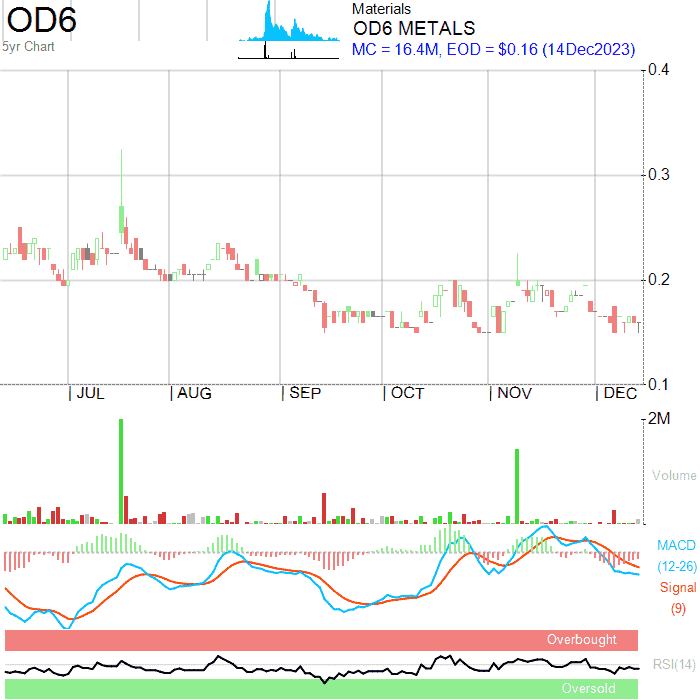 OD6
5yr Chart
Materials
OD6 METALS
MC = 16.4M, EOD = $0.16 (14Dec2023)
0.4
0.3
0.2
0.1
JUL AUG SEP OCT NOV DEC
2M
Volume
MACD
(12-26)
Signal
(9)
Overbought
RSI(14)
Oversold